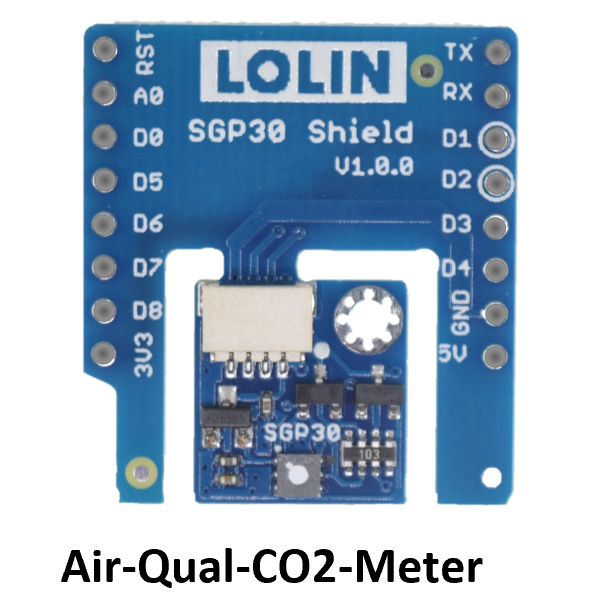 LOLIN
SGP30 Shield
V1.0.0
RST
A0
D0
D5
D6
D7
D8
3V3
TX
RX
D1
D2
D3
D4
GND
5V
SGP30
103
Air-Qual-CO2-Meter